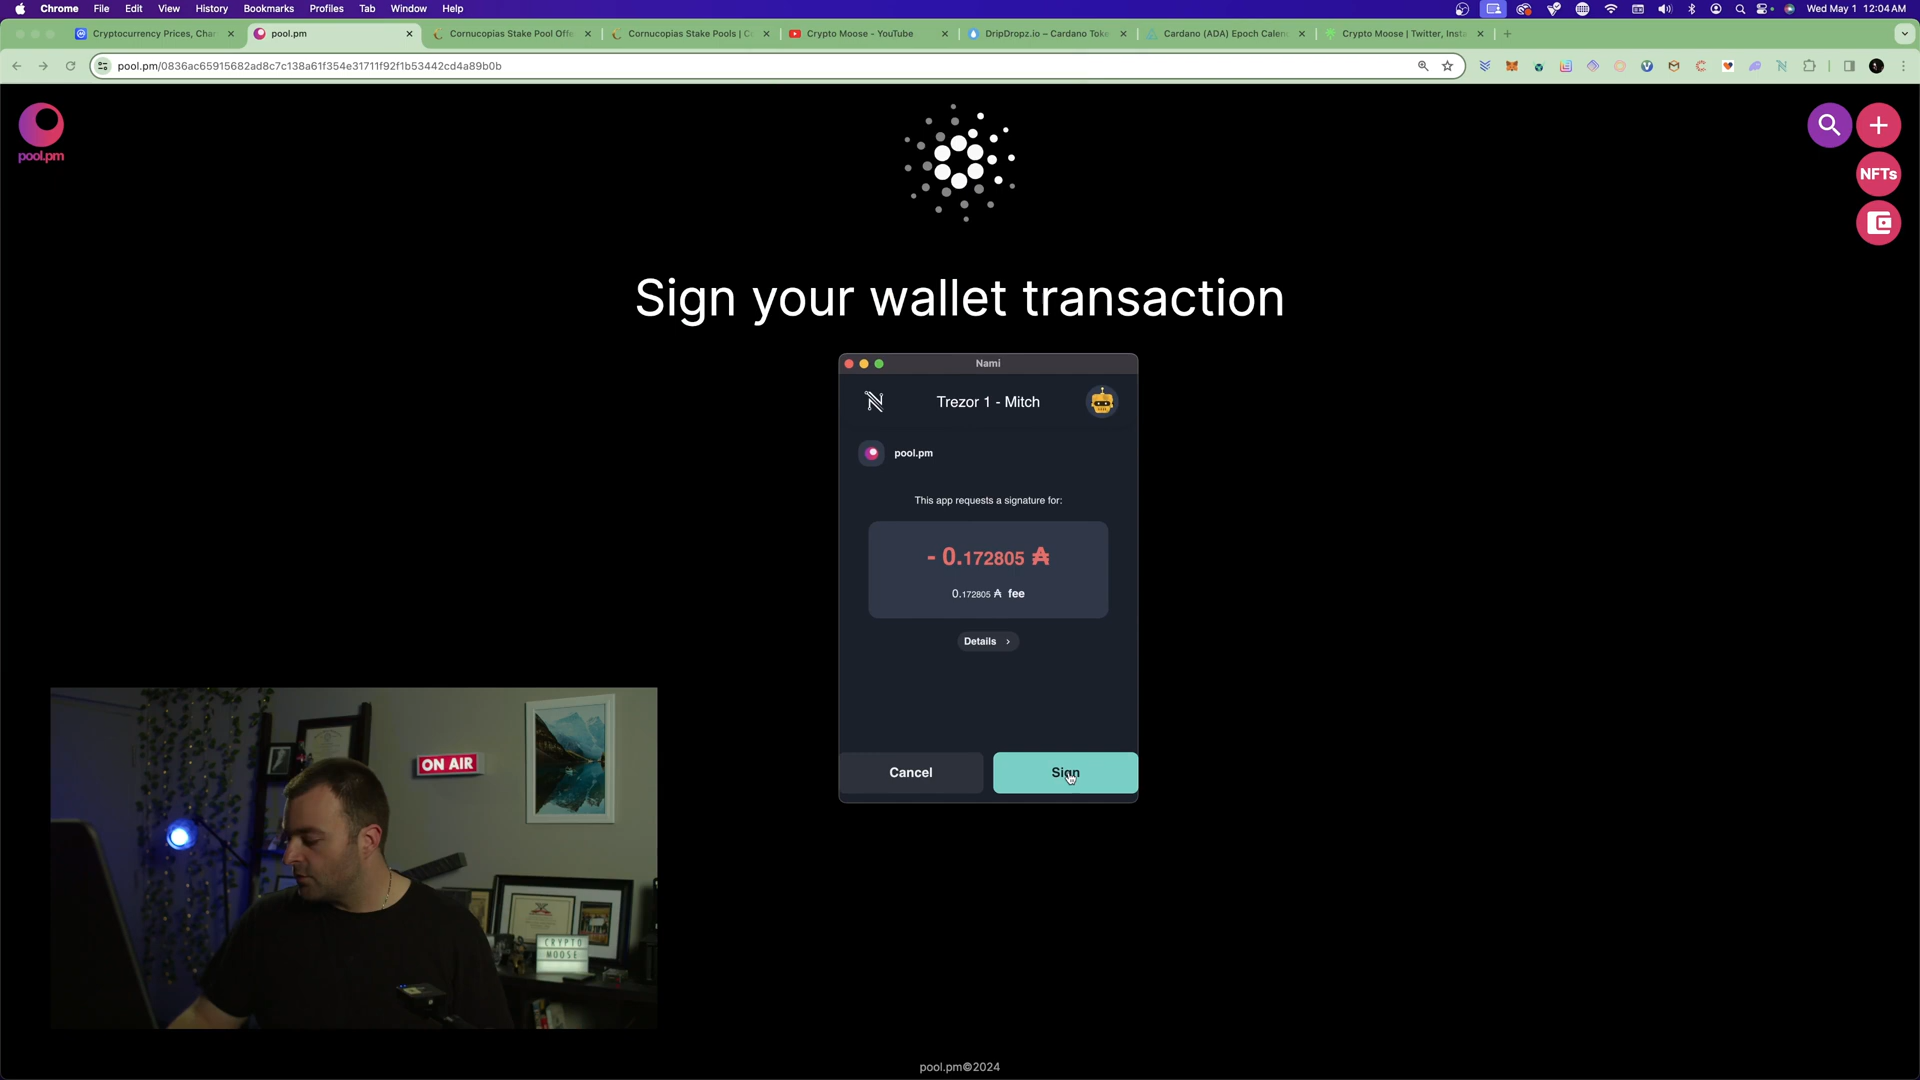 Chrome File Edit View History Bookmarks Profiles Tab Window Help Wed May 1 12:04 AM
Cryptocurrency Prices, Char
pool.pm
Cornucopias Stake Pool Offe
Cornucopias Stake Pools | C
Crypto Moose - YouTube
DripDropz.io – Cardano Toke
Cardano (ADA) Epoch Calen
Crypto Moose | Twitter, Insta
pool.pm/0836ac65915682ad8c7c138a61f354e31711f92f1b53442cd4a89b0b
pool.pm
NFTs
Sign your wallet transaction
Nami
Trezor 1 - Mitch
pool.pm
This app requests a signature for:
- 0.172805 ₳
0.172805 ₳ fee
Details
Cancel
Sign
ON AIR
CRYPTO
MOOSE
pool.pm©2024